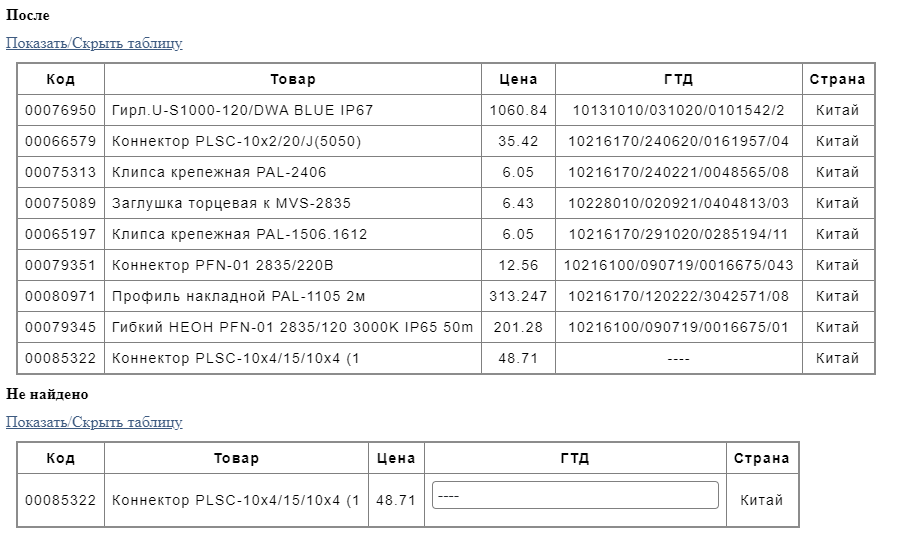 После
Показать/Скрыть таблицу
Код Товар Цена ГТД Страна
00076950 Гирл.U-S1000-120/DWA BLUE IP67 1060.84 10131010/031020/0101542/2 Китай
00066579 Коннектор PLSC-10x2/20/J(5050) 35.42 10216170/240620/0161957/04 Китай
00075313 Клипса крепежная PAL-2406 6.05 10216170/240221/0048565/08 Китай
00075089 Заглушка торцевая к MVS-2835 6.43 10228010/020921/0404813/03 Китай
00065197 Клипса крепежная PAL-1506.1612 6.05 10216170/291020/0285194/11 Китай
00079351 Коннектор PFN-01 2835/220В 12.56 10216100/090719/0016675/043 Китай
00080971 Профиль накладной PAL-1105 2м 313.247 10216170/120222/3042571/08 Китай
00079345 Гибкий НЕОН PFN-01 2835/120 3000K IP65 50m 201.28 10216100/090719/0016675/01 Китай
00085322 Коннектор PLSC-10x4/15/10x4 (1 48.71 ---- Китай
Не найдено
Показать/Скрыть таблицу
Код Товар Цена ГТД Страна
00085322 Коннектор PLSC-10x4/15/10x4 (1 48.71 ---- Китай